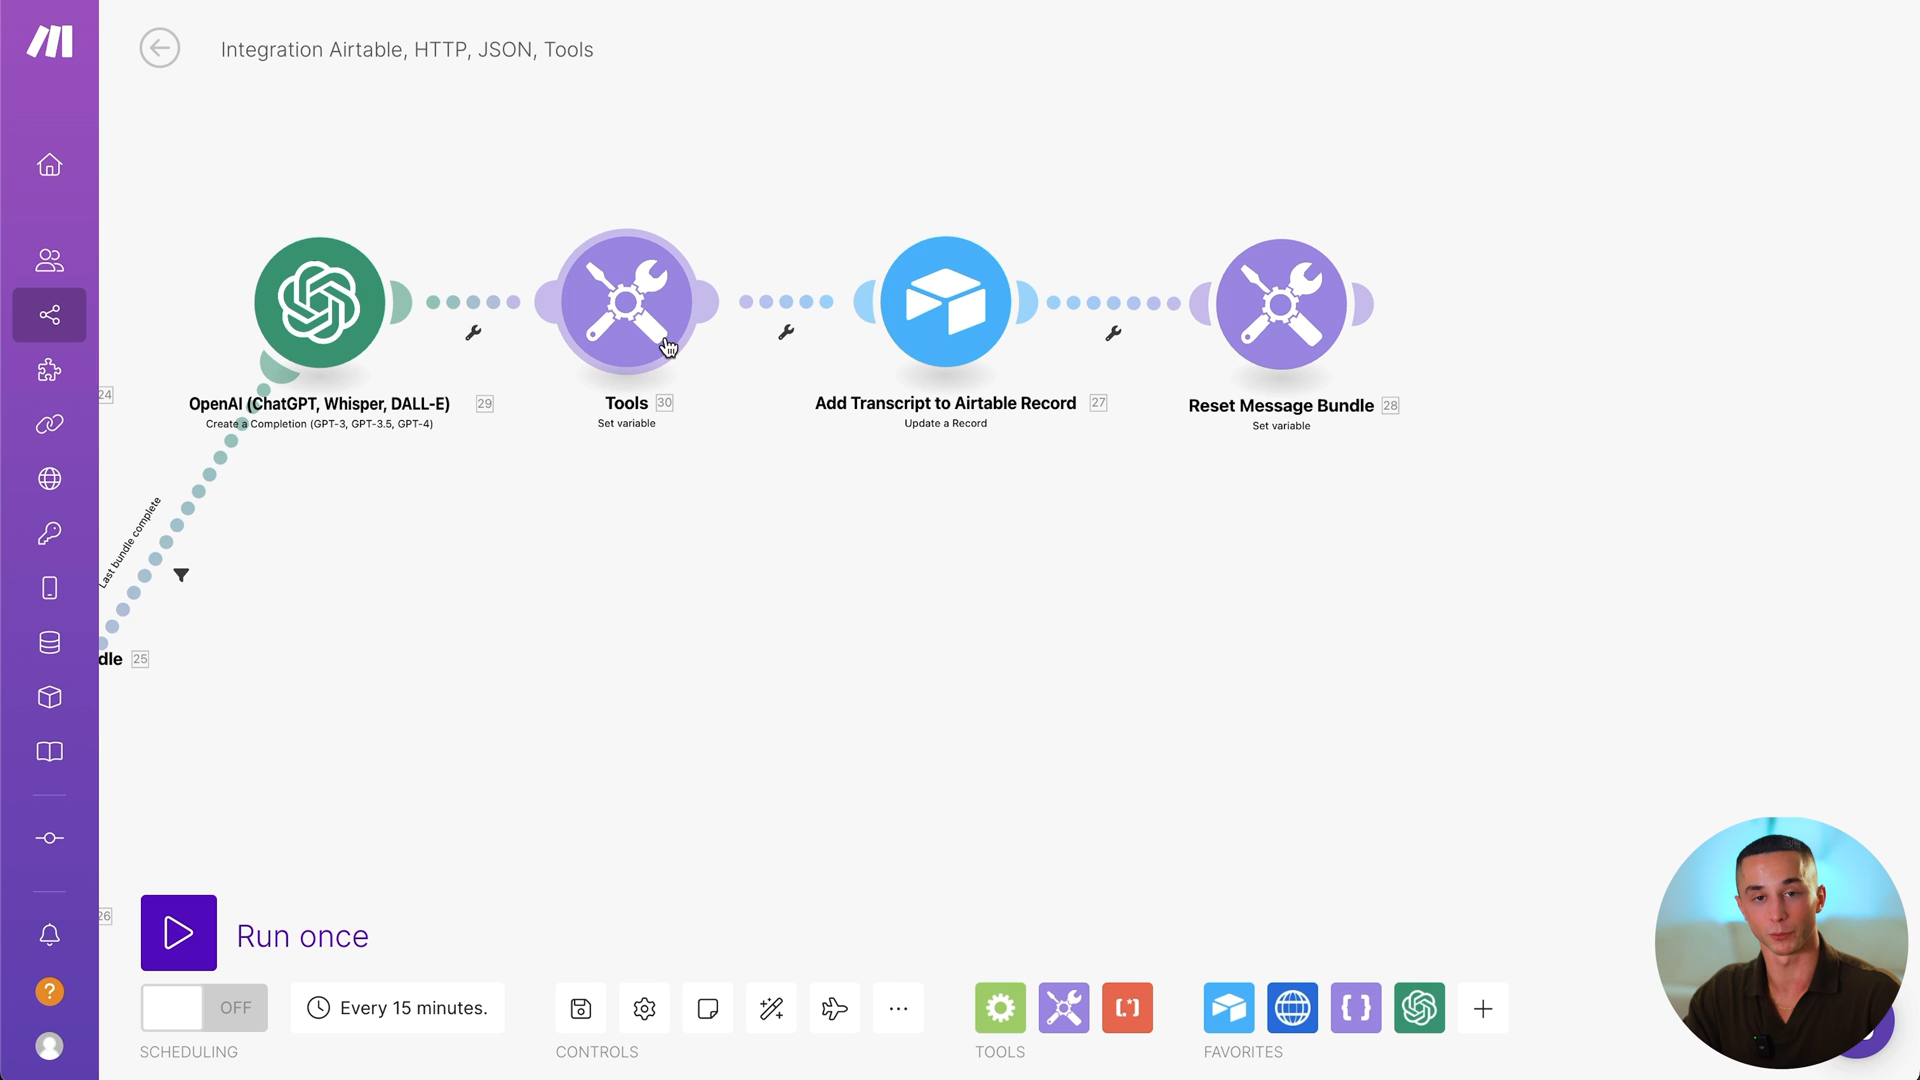 Integration Airtable, HTTP, JSON, Tools
24
OpenAI (ChatGPT, Whisper, DALL-E) 29
Create a Completion (GPT-3, GPT-3.5, GPT-4)
Tools 30
Set variable
Add Transcript to Airtable Record 27
Update a Record
Reset Message Bundle 28
Set variable
Last bundle complete
dle 25
26
Run once
OFF
Every 15 minutes.
SCHEDULING
CONTROLS
TOOLS
FAVORITES
?